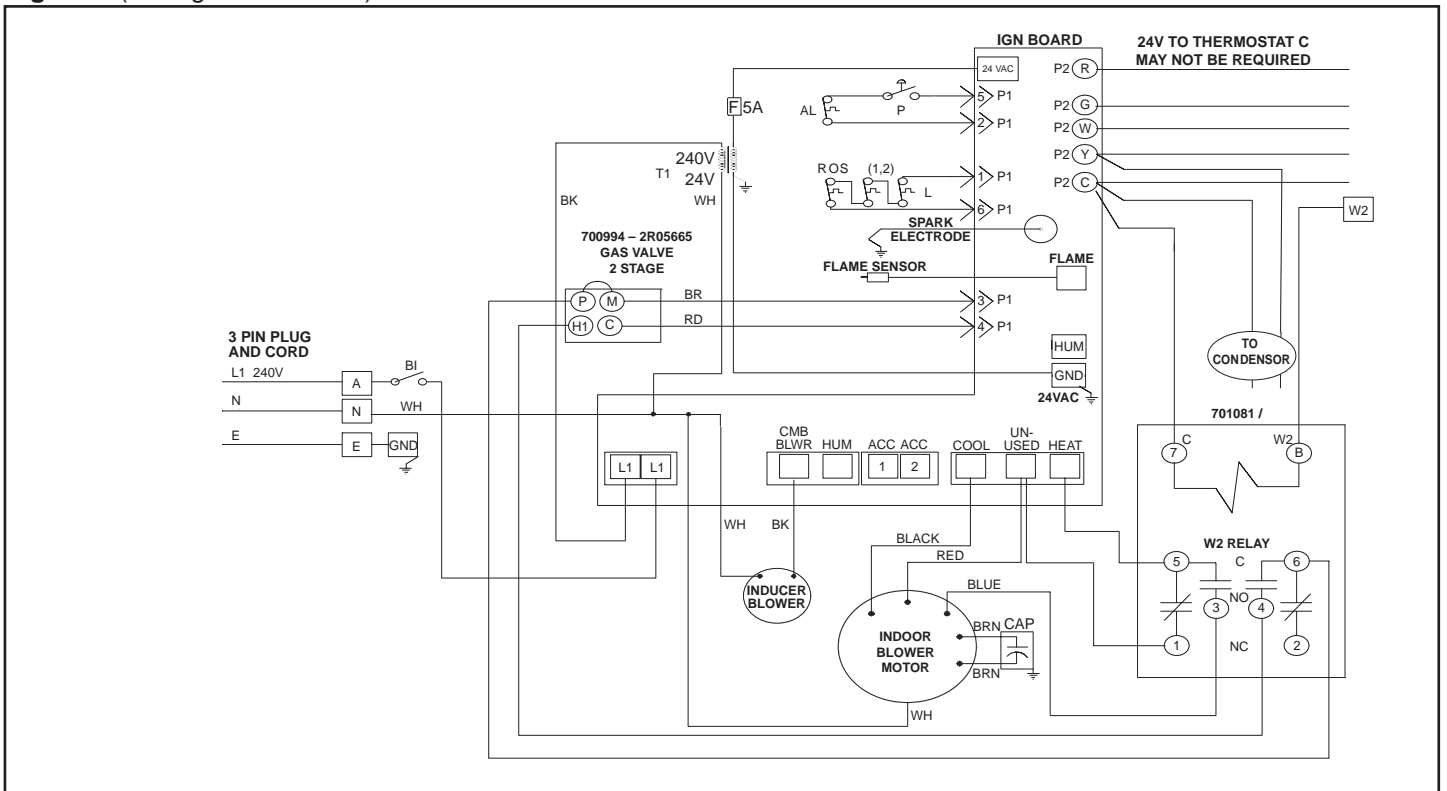 IGN BOARD
24V TO THERMOSTAT C
MAY NOT BE REQUIRED
24 VAC
P2 R
F 5A
5 P1
AL
P
P2 G
2 P1
P2 W
240V
T1
24V
P2 Y
ROS (1,2)
L
1 P1
P2 C
BK
WH
6 P1
W2
SPARK
ELECTRODE
700994 – 2R05665
GAS VALVE
2 STAGE
FLAME SENSOR
FLAME
P M
BR
3 P1
H1 C
RD
4 P1
3 PIN PLUG
AND CORD
HUM
TO
CONDENSOR
L1 240V
A
BI
GND
24VAC
N
N
WH
701081 /
E
E
GND
CMB
BLWR
HUM
ACC ACC
COOL
UN-
USED
HEAT
C
7
W2
B
L1 L1
1 2
WH
BK
BLACK
RED
BLUE
W2 RELAY
5
C
6
INDUCER
BLOWER
3
NO
4
BRN
CAP
INDOOR
BLOWER
MOTOR
1
NC
2
BRN
WH